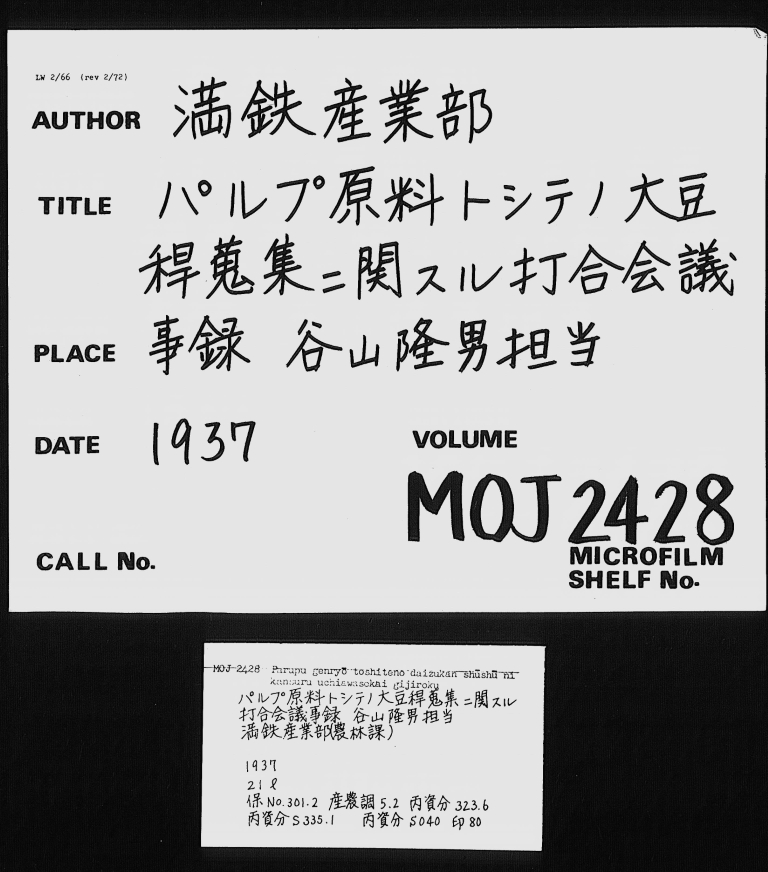 LW 2/66 (rev 2/72)
AUTHOR 満鉄産業部
TITLE パルプ原料トシテノ大豆
稈蒐集ニ関スル打合会議
PLACE 事録 谷山隆男担当
DATE 1937
VOLUME
MOJ 2428
CALL No.
MICROFILM
SHELF No.
MOJ 2428 Parupu genryō toshiteno daizukan shūshū ni
kansuru uchiawasekai gijiroku
パルプ原料トシテノ大豆稈蒐集ニ関スル
打合会議事録 谷山隆男担当
満鉄産業部(農林課)
1937
21ℓ
保No.301.2 産農調5.2 丙資分323.6
丙資分S335.1 丙資分S040 印80